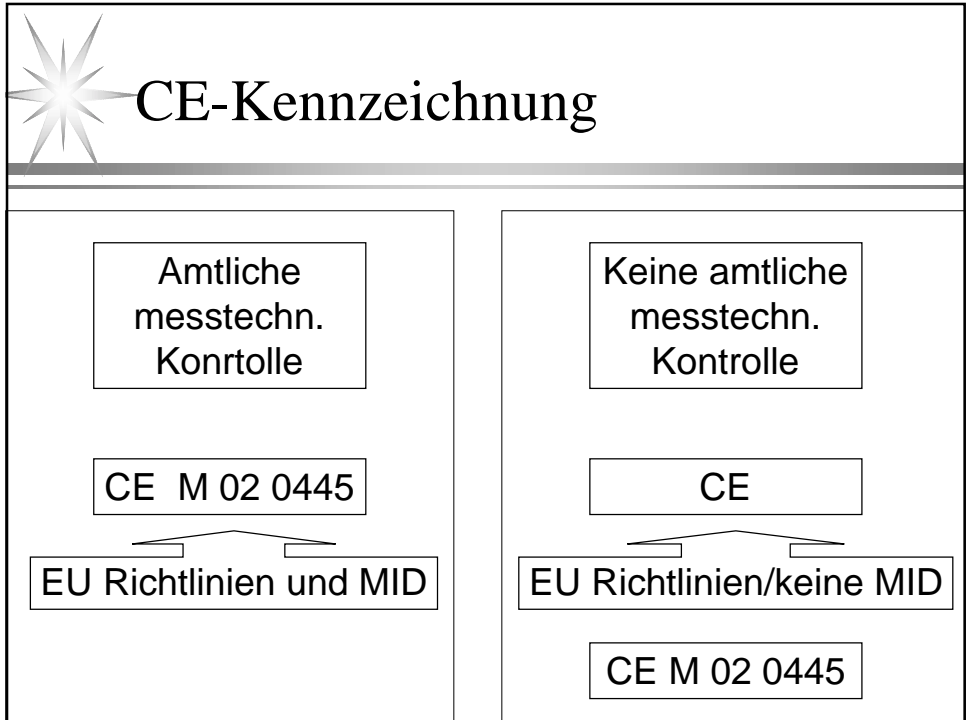 CE-Kennzeichnung
Amtliche
messtechn.
Konrtolle
CE M 02 0445
EU Richtlinien und MID
Keine amtliche
messtechn.
Kontrolle
CE
EU Richtlinien/keine MID
CE M 02 0445